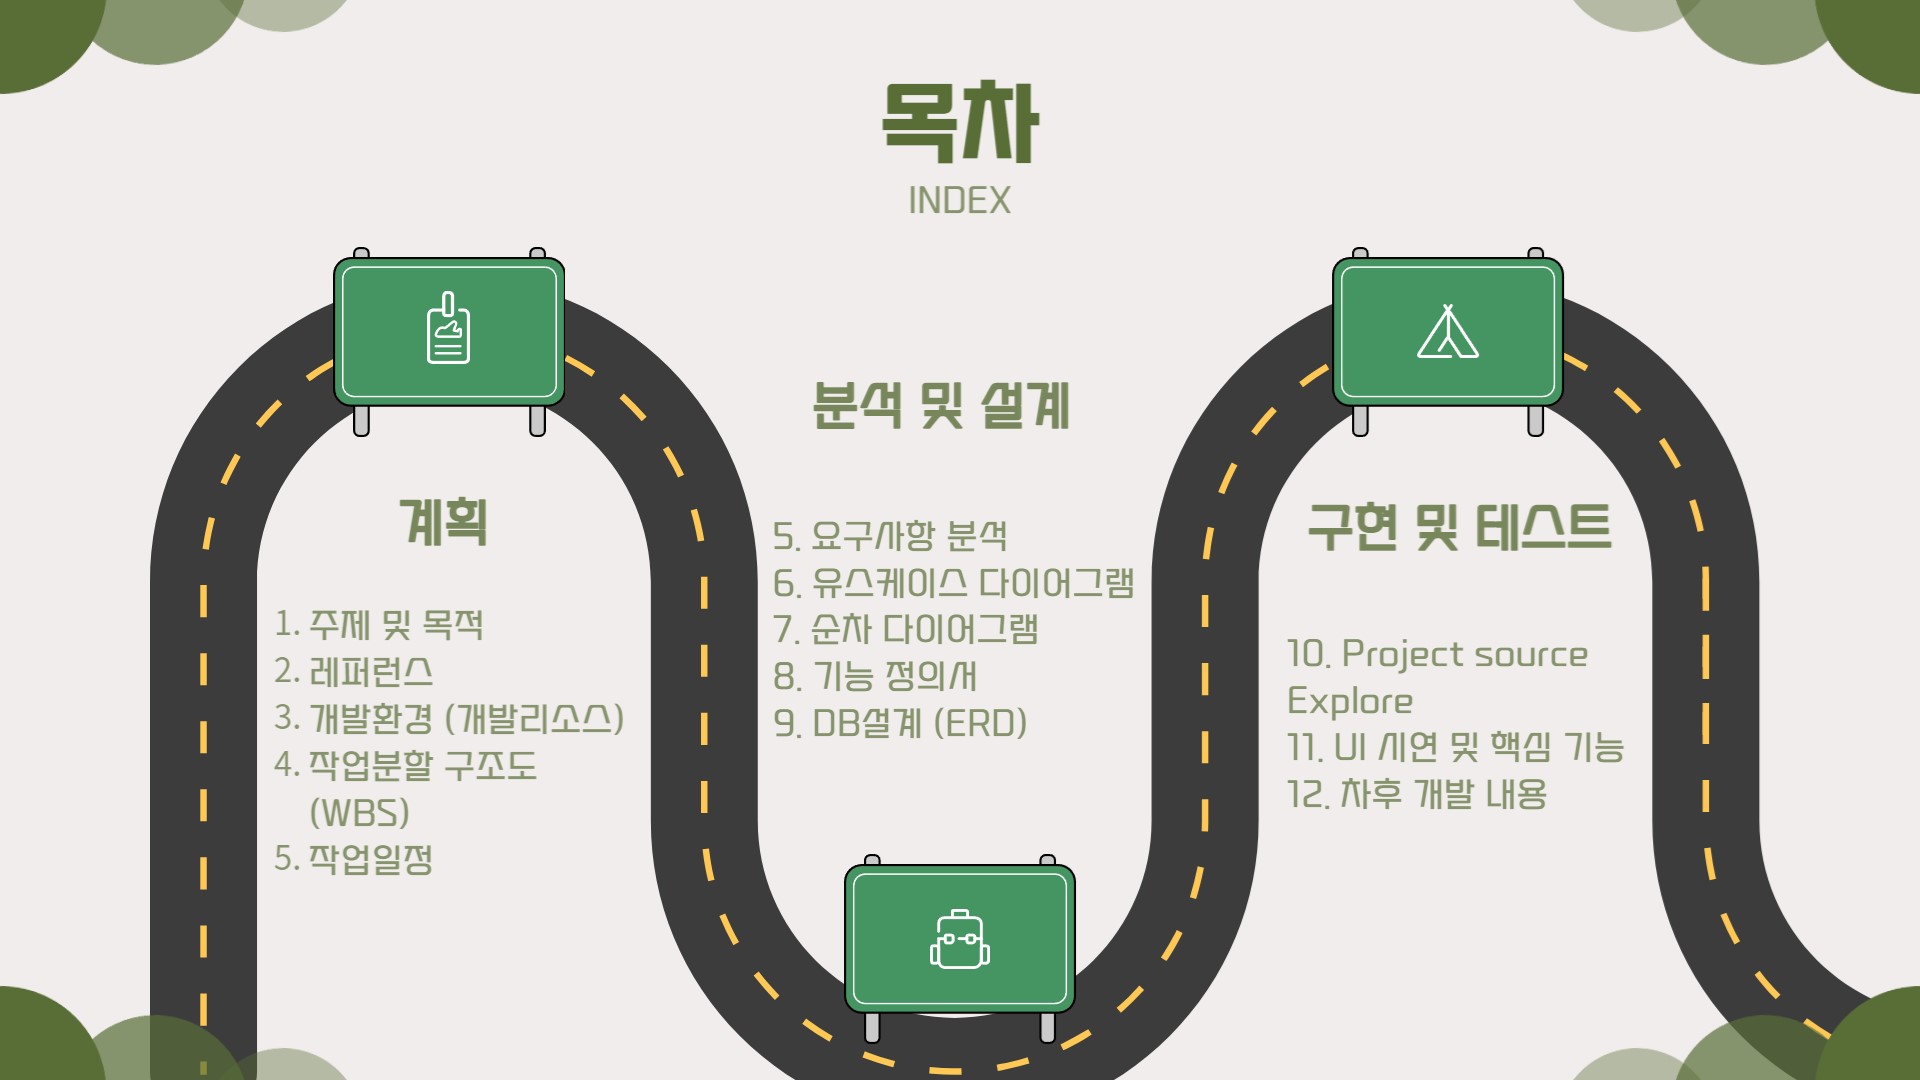 목차
INDEX
계획
1. 주제 및 목적
2. 레퍼런스
3. 개발환경 (개발리소스)
4. 작업분할 구조도
(WBS)
5. 작업일정
분석 및 설계
5. 요구사항 분석
6. 유스케이스 다이어그램
7. 순차 다이어그램
8. 기능 정의서
9. DB설계 (ERD)
구현 및 테스트
10. Project source
Explore
11. UI 시연 및 핵심 기능
12. 차후 개발 내용